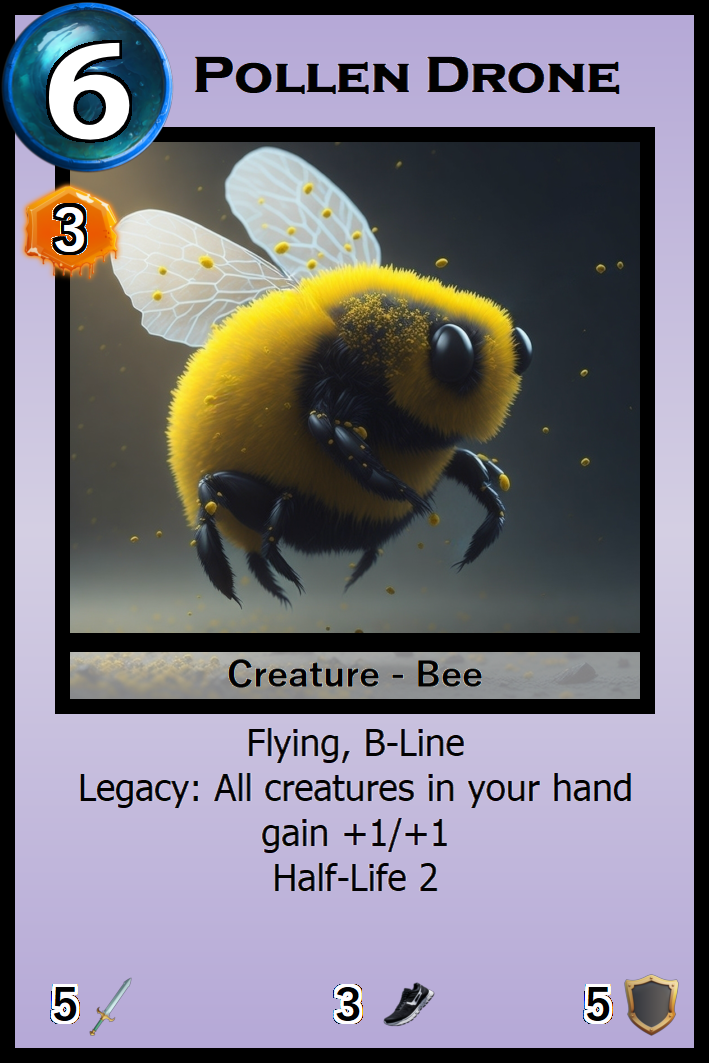 6
Pollen Drone
3
Creature - Bee
Flying, B-Line
Legacy: All creatures in your hand
gain +1/+1
Half-Life 2
5
3
5